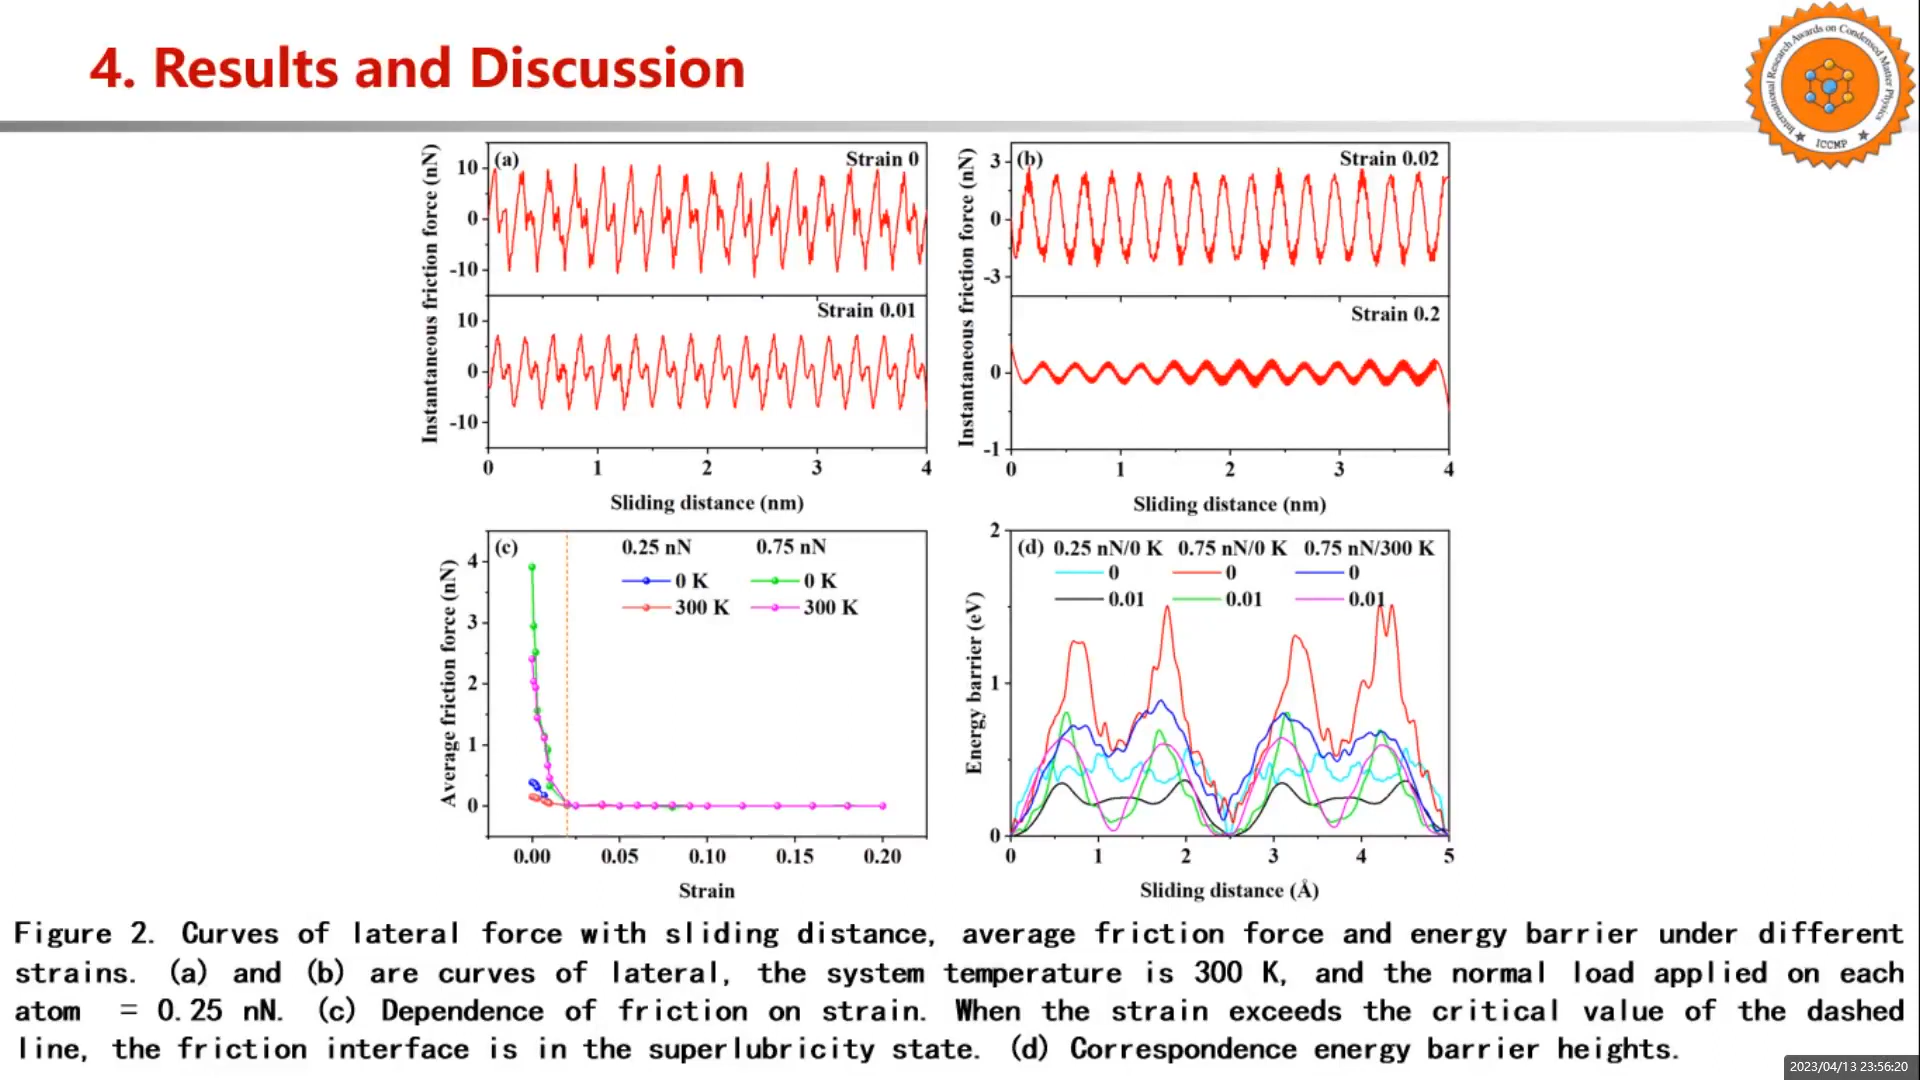 4. Results and Discussion
International Research Awards on Condensed Matter Physics
ICCMP
(a)
Strain 0
Instantaneous friction force (nN)
10
0
-10
Strain 0.01
10
0
-10
0 1 2 3 4
Sliding distance (nm)
(b)
Strain 0.02
Instantaneous friction force (nN)
3
0
-3
Strain 0.2
0
-1
0 1 2 3 4
Sliding distance (nm)
(c) 0.25 nN 0.75 nN
0 K 0 K
300 K 300 K
Average friction force (nN)
4
3
2
1
0
0.00 0.05 0.10 0.15 0.20
Strain
(d) 0.25 nN/0 K 0.75 nN/0 K 0.75 nN/300 K
0 0 0
0.01 0.01 0.01
Energy barrier (eV)
2
1
0
0 1 2 3 4 5
Sliding distance (Å)
Figure 2. Curves of lateral force with sliding distance, average friction force and energy barrier under different
strains. (a) and (b) are curves of lateral, the system temperature is 300 K, and the normal load applied on each
atom = 0.25 nN. (c) Dependence of friction on strain. When the strain exceeds the critical value of the dashed
line, the friction interface is in the superlubricity state. (d) Correspondence energy barrier heights.
2023/04/13 23:56:20